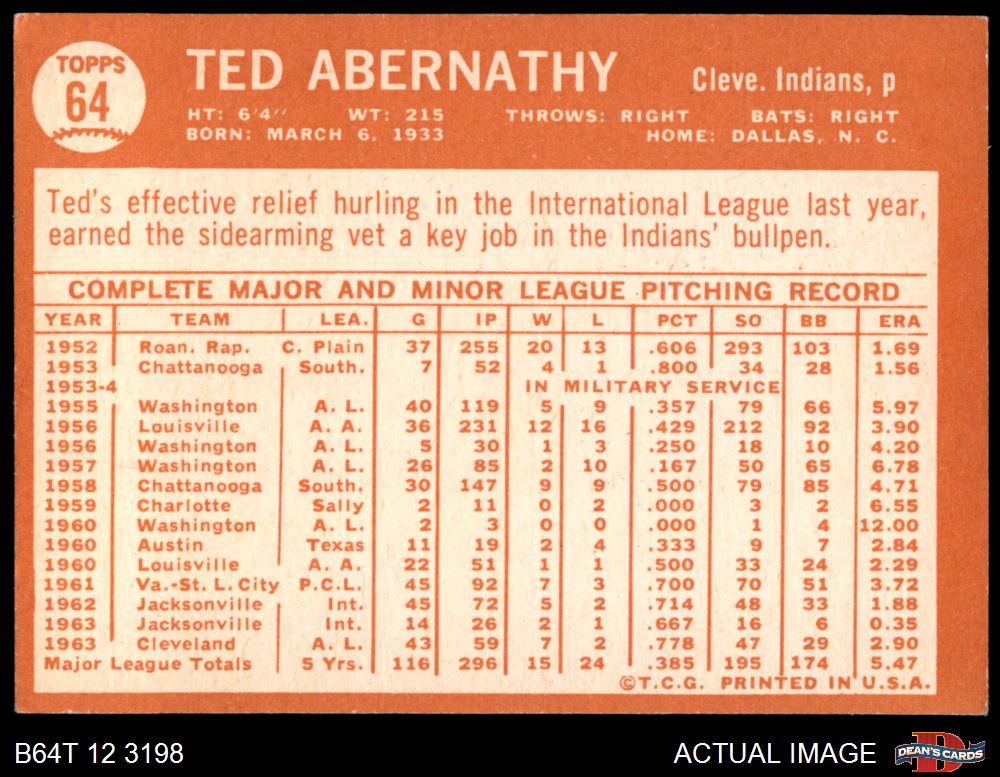 TOPPS
64
TED ABERNATHY
Cleve. Indians, p
HT: 6'4" WT: 215 THROWS: RIGHT BATS: RIGHT
BORN: MARCH 6, 1933 HOME: DALLAS, N. C.
Ted's effective relief hurling in the International League last year,
earned the sidearming vet a key job in the Indians' bullpen.
COMPLETE MAJOR AND MINOR LEAGUE PITCHING RECORD
YEAR TEAM LEA. G IP W L PCT SO BB ERA
1952 Roan. Rap. C. Plain 37 255 20 13 .606 293 103 1.69
1953 Chattanooga South. 7 52 4 1 .800 34 28 1.56
1953-4 IN MILITARY SERVICE
1955 Washington A. L. 40 119 5 9 .357 79 66 5.97
1956 Louisville A. A. 36 231 12 16 .429 212 92 3.90
1956 Washington A. L. 5 30 1 3 .250 18 10 4.20
1957 Washington A. L. 26 85 2 10 .167 50 65 6.78
1958 Chattanooga South. 30 147 9 9 .500 79 85 4.71
1959 Charlotte Sally 2 11 0 2 .000 3 2 6.55
1960 Washington A. L. 2 3 0 0 .000 1 4 12.00
1960 Austin Texas 11 19 2 4 .333 9 7 2.84
1960 Louisville A. A. 22 51 1 1 .500 33 24 2.29
1961 Va.-St. L. City P.C.L. 45 92 7 3 .700 70 51 3.72
1962 Jacksonville Int. 45 72 5 2 .714 48 33 1.88
1963 Jacksonville Int. 14 26 2 1 .667 16 6 0.35
1963 Cleveland A. L. 43 59 7 2 .778 47 29 2.90
Major League Totals 5 Yrs. 116 296 15 24 .385 195 174 5.47
©T.C.G. PRINTED IN U.S.A.
B64T 12 3198
ACTUAL IMAGE
D
DEAN'S CARDS